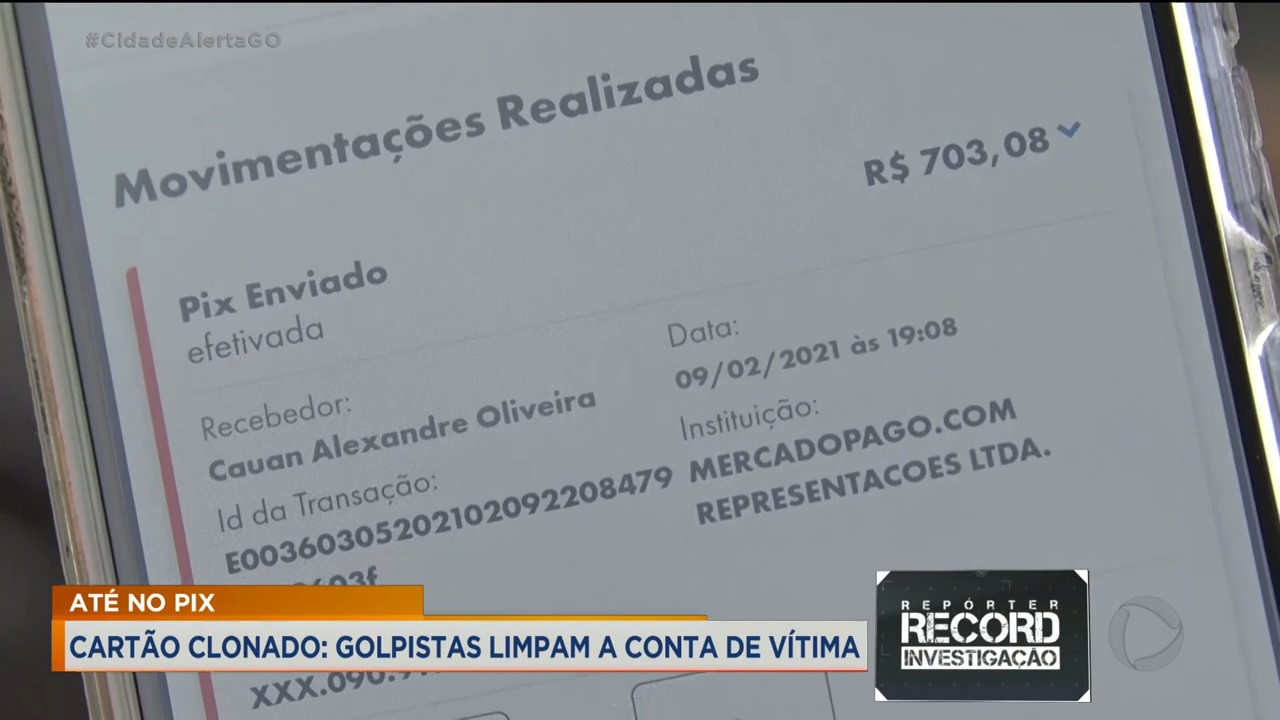 #CidadeAlertaGO
Movimentações Realizadas
R$ 703,08
Pix Enviado
efetivada
Data:
09/02/2021 às 19:08
Recebedor:
Cauan Alexandre Oliveira
Instituição:
MERCADOPAGO.COM
REPRESENTACOES LTDA.
Id da Transação:
E00360305202102092208479
ATÉ NO PIX
CARTÃO CLONADO: GOLPISTAS LIMPAM A CONTA DE VÍTIMA
REPÓRTER
RECORD
INVESTIGAÇÃO